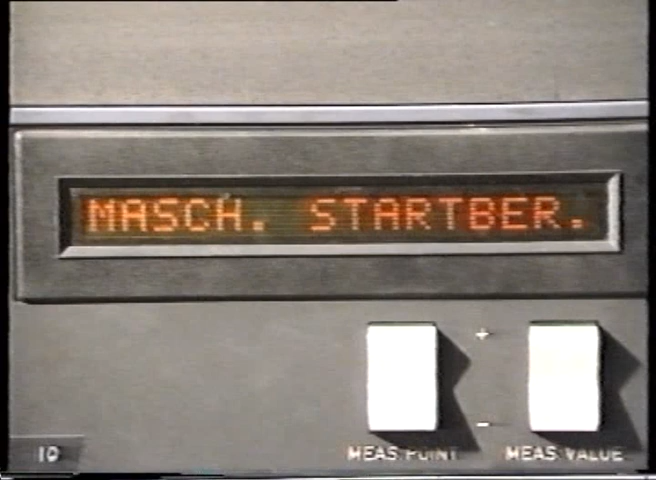 MASCH. STARTBER.
+
-
10
MEAS. POINT
MEAS. VALUE